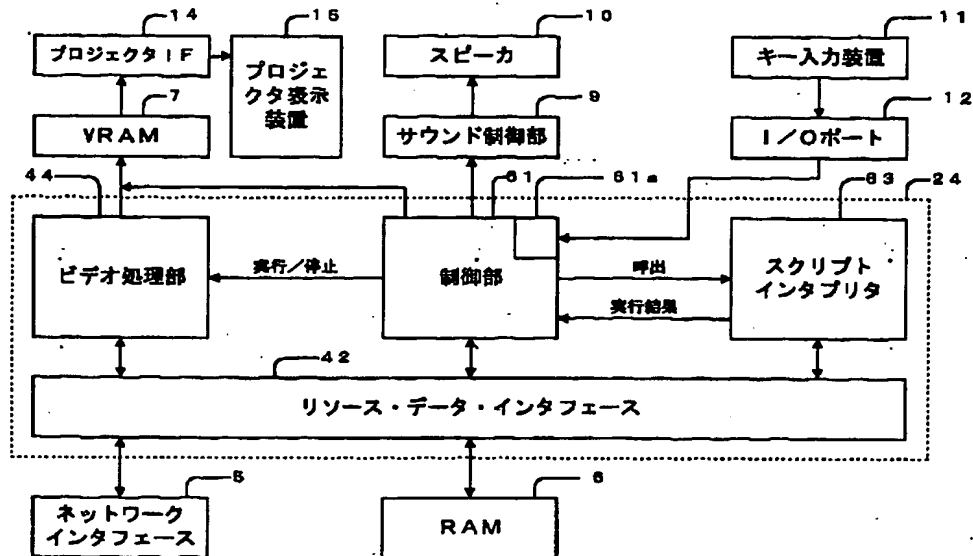 14
15
10
11
プロジェクタIF
プロジェ
クタ表示
装置
スピーカ
キー入力装置
7
9
12
VRAM
サウンド制御部
I/Oポート
44
61
61a
63
24
ビデオ処理部
実行/停止
制御部
呼出
実行結果
スクリプト
インタプリタ
42
リソース・データ・インタフェース
5
6
ネットワーク
インタフェース
RAM